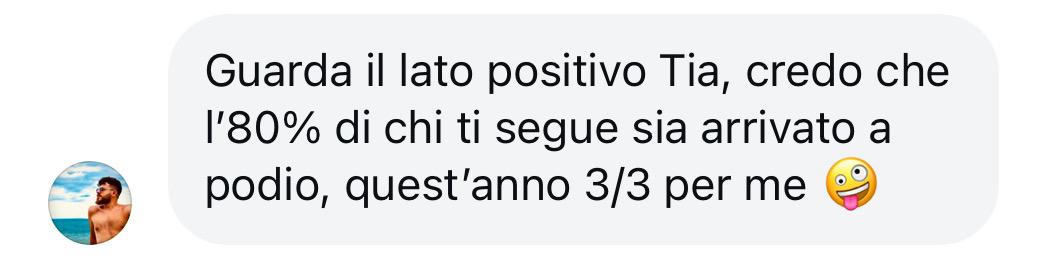 Guarda il lato positivo Tia, credo che
l’80% di chi ti segue sia arrivato a
podio, quest’anno 3/3 per me 🤪